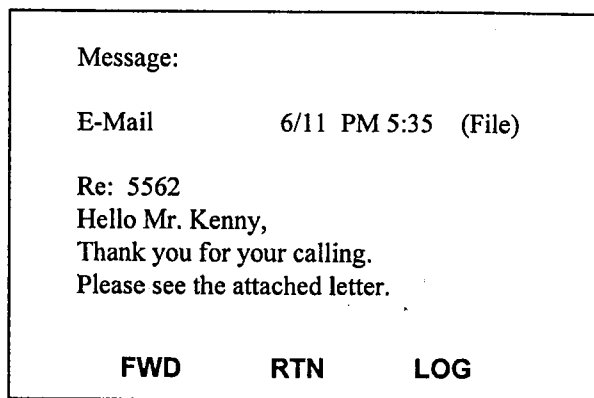 Message:
E-Mail 6/11 PM 5:35 (File)
Re: 5562
Hello Mr. Kenny,
Thank you for your calling.
Please see the attached letter.
FWD RTN LOG